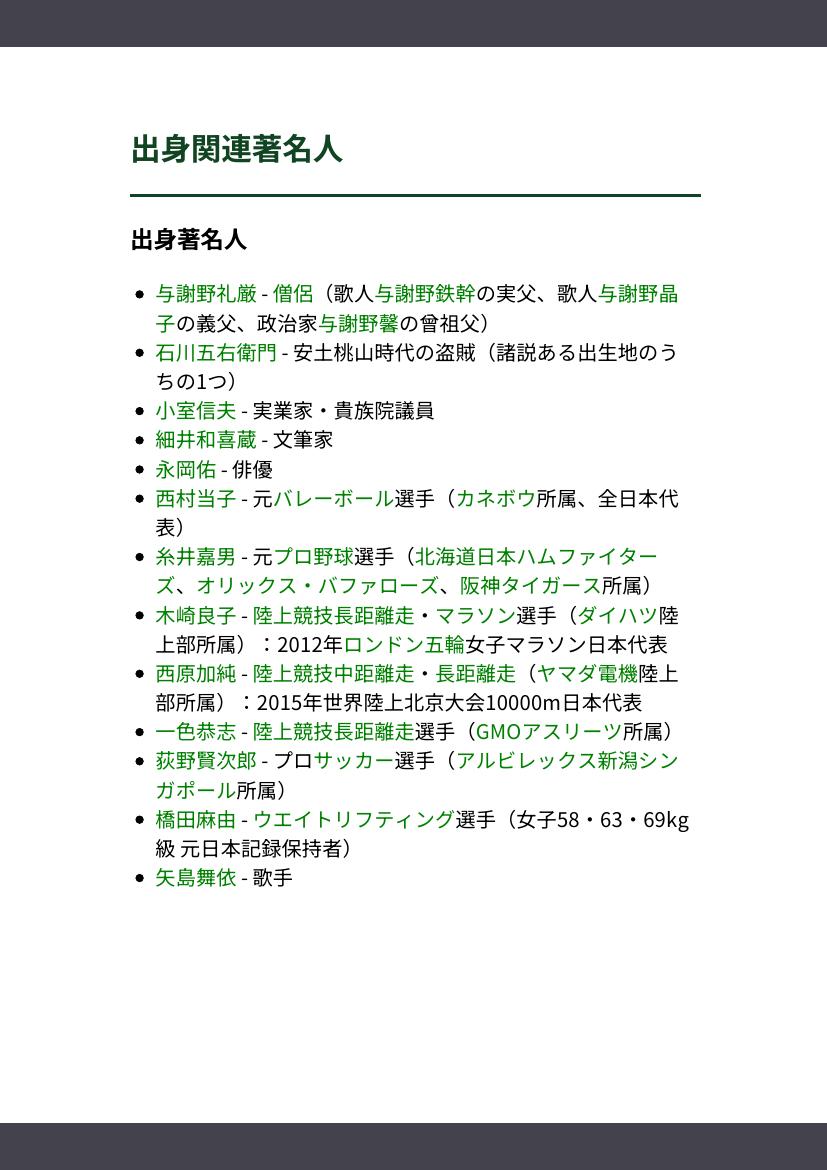 出身関連著名人
出身著名人
与謝野礼厳 - 僧侶（歌人与謝野鉄幹の実父、歌人与謝野晶
子の義父、政治家与謝野馨の曾祖父）
石川五右衛門 - 安土桃山時代の盗賊（諸説ある出生地のう
ちの1つ）
小室信夫 - 実業家・貴族院議員
細井和喜蔵 - 文筆家
永岡佑 - 俳優
西村当子 - 元バレーボール選手（カネボウ所属、全日本代
表）
糸井嘉男 - 元プロ野球選手（北海道日本ハムファイター
ズ、オリックス・バファローズ、阪神タイガース所属）
木崎良子 - 陸上競技長距離走・マラソン選手（ダイハツ陸
上部所属）：2012年ロンドン五輪女子マラソン日本代表
西原加純 - 陸上競技中距離走・長距離走（ヤマダ電機陸上
部所属）：2015年世界陸上北京大会10000m日本代表
一色恭志 - 陸上競技長距離走選手（GMOアスリーツ所属）
荻野賢次郎 - プロサッカー選手（アルビレックス新潟シン
ガポール所属）
橋田麻由 - ウエイトリフティング選手（女子58・63・69kg
級 元日本記録保持者）
矢島舞依 - 歌手